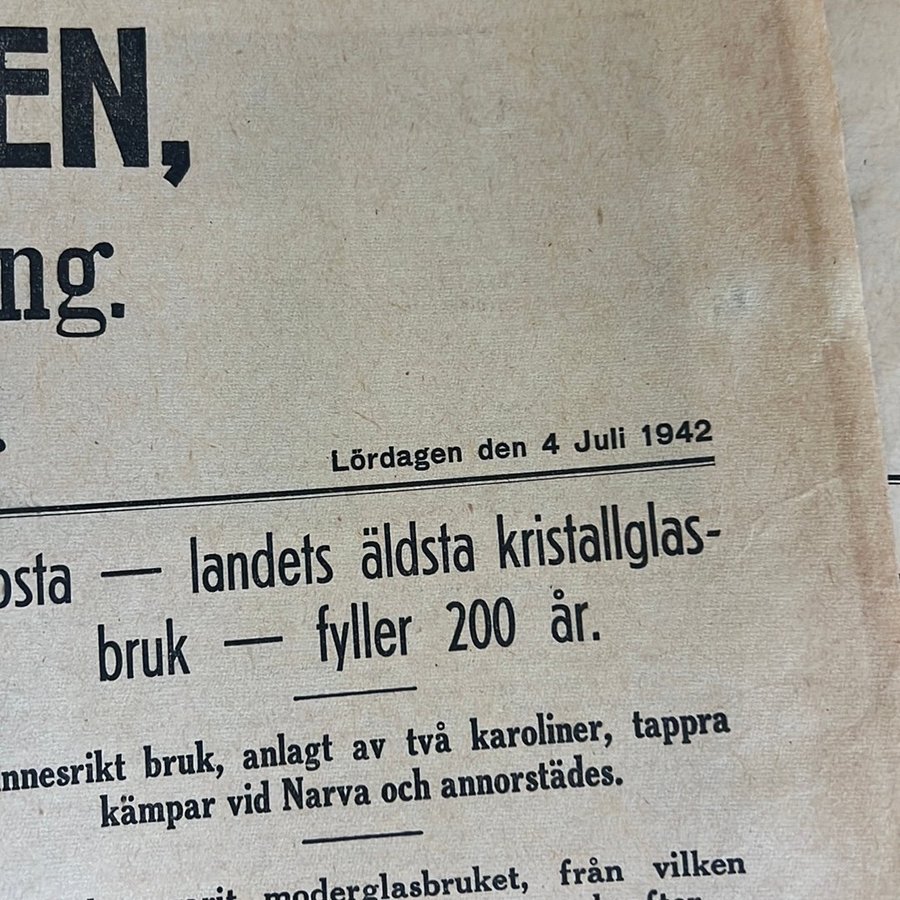 EN,
ng.
Lördagen den 4 Juli 1942
osta — landets äldsta kristallglas-
bruk — fyller 200 år.
nnesrikt bruk, anlagt av två karoliner, tappra
kämpar vid Narva och annorstädes.
moderglasbruket, från vilken